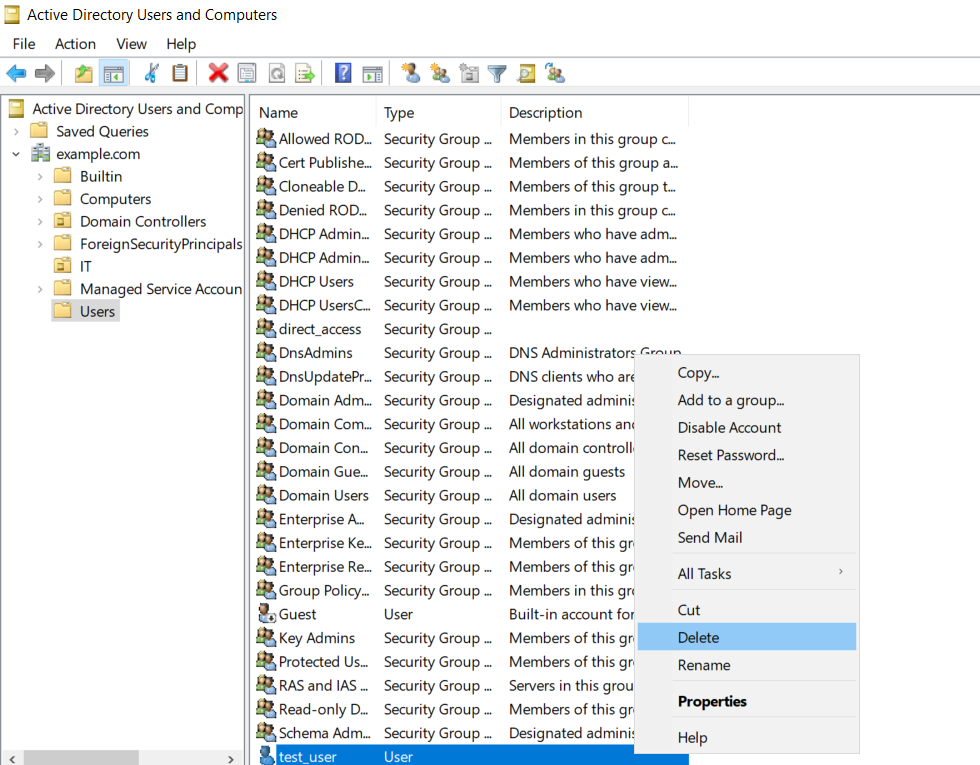 Active Directory Users and Computers
File Action View Help
Active Directory Users and Comp
Saved Queries
example.com
Builtin
Computers
Domain Controllers
ForeignSecurityPrincipals
IT
Managed Service Accoun
Users
Name Type Description
Allowed ROD... Security Group ... Members in this group c...
Cert Publishe... Security Group ... Members of this group a...
Cloneable D... Security Group ... Members of this group t...
Denied ROD... Security Group ... Members in this group c...
DHCP Admin... Security Group ... Members who have adm...
DHCP Admin... Security Group ... Members who have adm...
DHCP Users Security Group ... Members who have view...
DHCP UsersC... Security Group ... Members who have view...
direct_access Security Group ...
DnsAdmins Security Group ... DNS Administrators Group
DnsUpdatePr... Security Group ... DNS clients who are
Domain Adm... Security Group ... Designated adminis
Domain Com... Security Group ... All workstations and
Domain Con... Security Group ... All domain controlle
Domain Gue... Security Group ... All domain guests
Domain Users Security Group ... All domain users
Enterprise A... Security Group ... Designated adminis
Enterprise Ke... Security Group ... Members of this gro
Enterprise Re... Security Group ... Members of this gro
Group Policy... Security Group ... Members in this grou
Guest User Built-in account for
Key Admins Security Group ... Members of this gro
Protected Us... Security Group ... Members of this gro
RAS and IAS ... Security Group ... Servers in this grou
Read-only D... Security Group ... Members of this gro
Schema Adm... Security Group ... Designated adminis
test_user User
Copy...
Add to a group...
Disable Account
Reset Password...
Move...
Open Home Page
Send Mail
All Tasks
Cut
Delete
Rename
Properties
Help